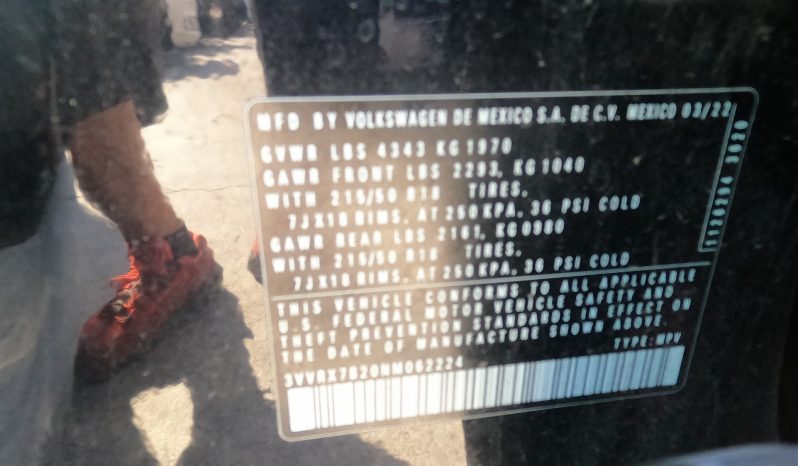 MFD BY VOLKSWAGEN DE MEXICO S.A. DE C.V. MEXICO 03/22
GVWR LBS 4343 KG 1970
GAWR FRONT LBS 2293, KG 1040
WITH 215/50 R18 TIRES,
7JX18 RIMS, AT 250 KPA, 36 PSI COLD
GAWR REAR LBS 2161, KG 0980
WITH 215/50 R18 TIRES,
7JX18 RIMS, AT 250 KPA, 36 PSI COLD
THIS VEHICLE CONFORMS TO ALL APPLICABLE
U.S. FEDERAL MOTOR VEHICLE SAFETY AND
THEFT PREVENTION STANDARDS IN EFFECT ON
THE DATE OF MANUFACTURE SHOWN ABOVE.
TYPE: MPV
3VVRX7B20NM062224